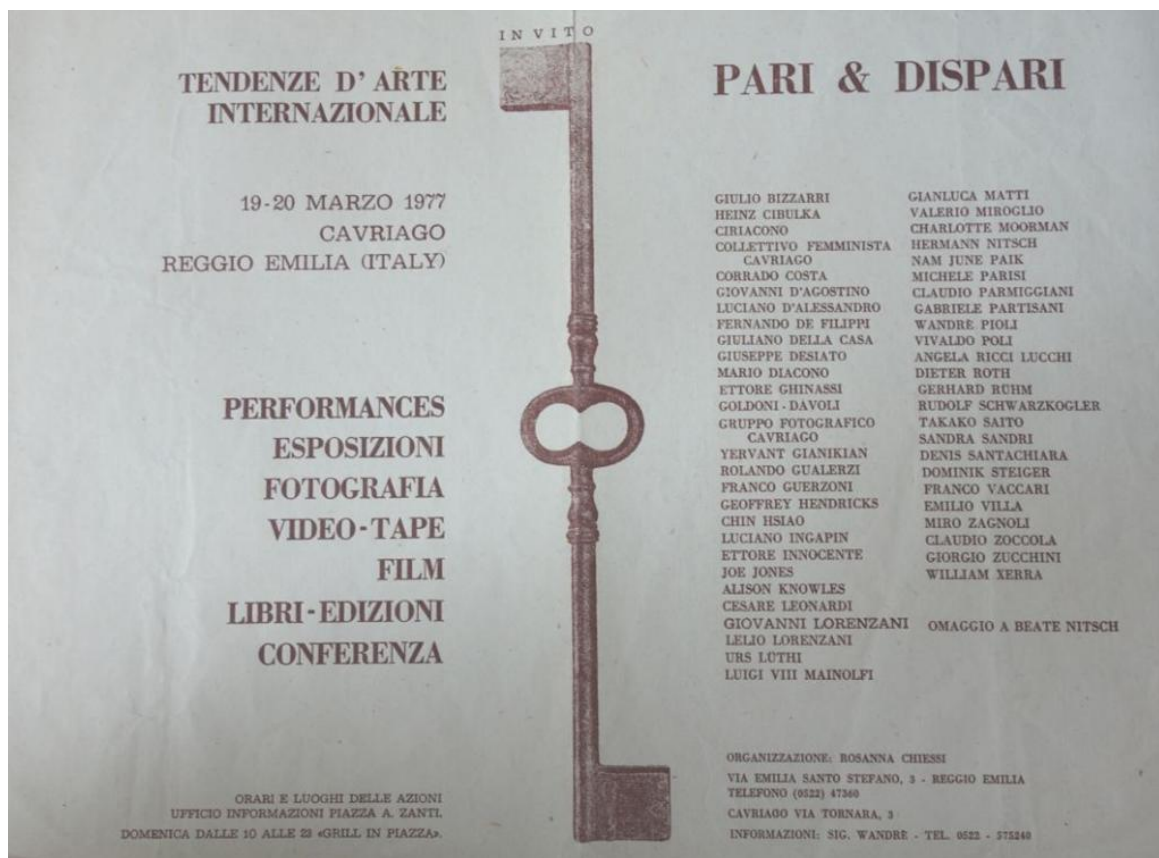 INVITO
TENDENZE D' ARTE
INTERNAZIONALE
19-20 MARZO 1977
CAVRIAGO
REGGIO EMILIA (ITALY)
PERFORMANCES
ESPOSIZIONI
FOTOGRAFIA
VIDEO-TAPE
FILM
LIBRI-EDIZIONI
CONFERENZA
ORARI E LUOGHI DELLE AZIONI
UFFICIO INFORMAZIONI PIAZZA A. ZANTI.
DOMENICA DALLE 10 ALLE 23 «GRILL IN PIAZZA».
PARI & DISPARI
GIULIO BIZZARRI
HEINZ CIBULKA
CIRIACONO
COLLETTIVO FEMMINISTA
CAVRIAGO
CORRADO COSTA
GIOVANNI D'AGOSTINO
LUCIANO D'ALESSANDRO
FERNANDO DE FILIPPI
GIULIANO DELLA CASA
GIUSEPPE DESIATO
MARIO DIACONO
ETTORE GHINASSI
GOLDONI-DAVOLI
GRUPPO FOTOGRAFICO
CAVRIAGO
YERVANT GIANIKIAN
ROLANDO GUALERZI
FRANCO GUERZONI
GEOFFREY HENDRICKS
CHIN HSIAO
LUCIANO INGAPIN
ETTORE INNOCENTE
JOE JONES
ALISON KNOWLES
CESARE LEONARDI
GIOVANNI LORENZANI
LELIO LORENZANI
URS LÜTHI
LUIGI VIII MAINOLFI
GIANLUCA MATTI
VALERIO MIROGLIO
CHARLOTTE MOORMAN
HERMANN NITSCH
NAM JUNE PAIK
MICHELE PARISI
CLAUDIO PARMIGGIANI
GABRIELE PARTISANI
WANDRÈ PIOLI
VIVALDO POLI
ANGELA RICCI LUCCHI
DIETER ROTH
GERHARD RÜHM
RUDOLF SCHWARZKOGLER
TAKAKO SAITO
SANDRA SANDRI
DENIS SANTACHIARA
DOMINIK STEIGER
FRANCO VACCARI
EMILIO VILLA
MIRO ZAGNOLI
CLAUDIO ZOCCOLA
GIORGIO ZUCCHINI
WILLIAM XERRA
OMAGGIO A BEATE NITSCH
ORGANIZZAZIONE: ROSANNA CHIESSI
VIA EMILIA SANTO STEFANO, 3 - REGGIO EMILIA
TELEFONO (0522) 47360
CAVRIAGO VIA TORNARA, 3
INFORMAZIONI: SIG. WANDRÈ - TEL. 0522 - 575240